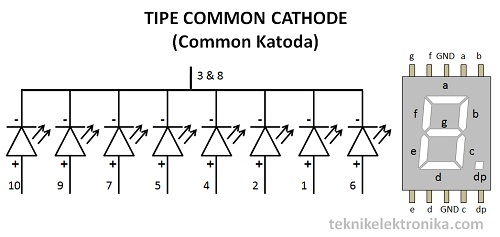 TIPE COMMON CATHODE
(Common Katoda)
3 & 8
- - - - - - - -
+ + + + + + + +
10 9 7 5 4 2 1 6
g f GND a b
a
f b
g
e c
d dp
e d GND c dp
teknikelektronika.com